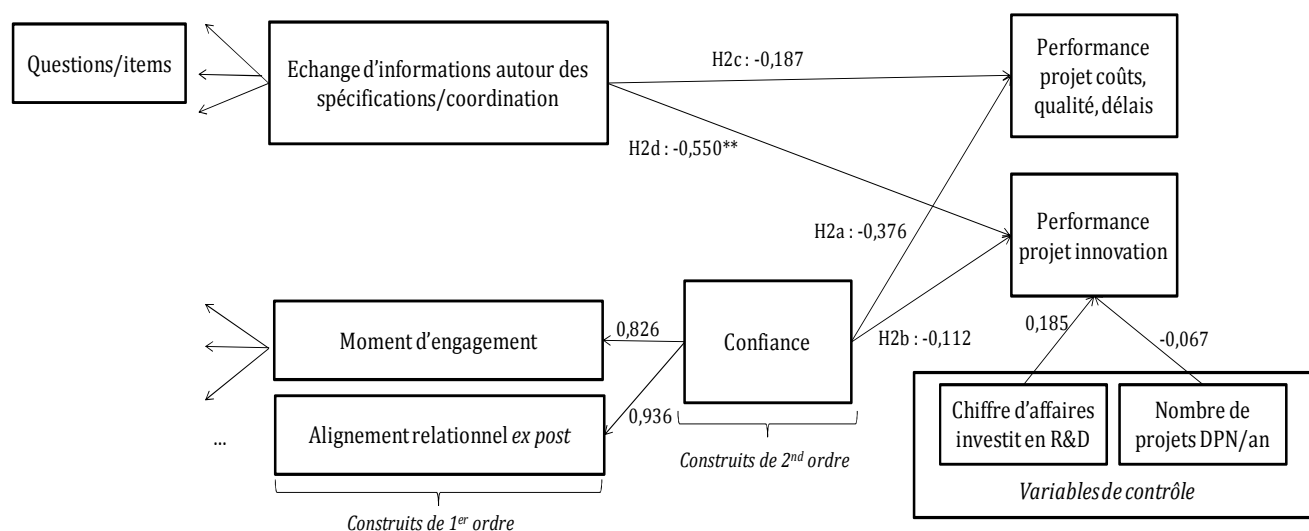 Questions/items
Echange d'informations autour des
spécifications/coordination
H2c : -0,187
Performance
projet coûts,
qualité, délais
H2d : -0,550**
H2a : -0,376
Performance
projet innovation
Moment d'engagement
0,826
Confiance
H2b : -0,112
0,185
-0,067
...
Alignement relationnel ex post
0,936
Construits de 2nd ordre
Chiffre d'affaires
investit en R&D
Nombre de
projets DPN/an
Variables de contrôle
Construits de 1er ordre